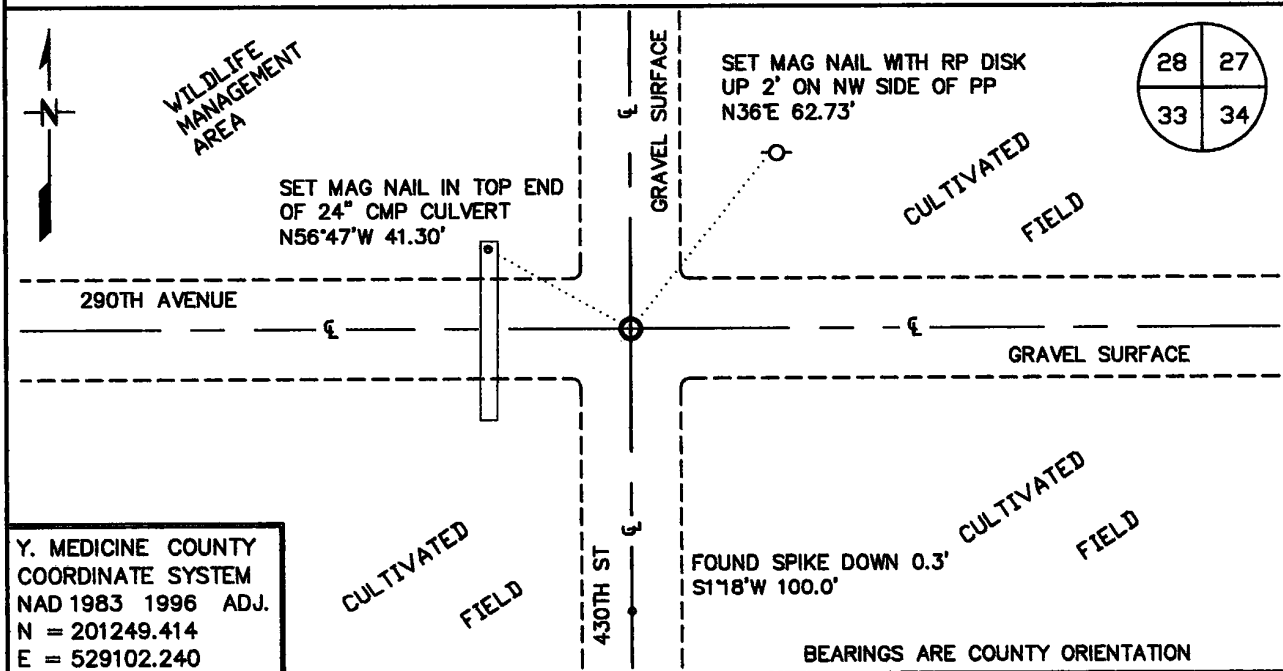 WILDLIFE
MANAGEMENT
AREA
N
GRAVEL SURFACE
SET MAG NAIL WITH RP DISK
UP 2' ON NW SIDE OF PP
N36°E 62.73'
28 27
33 34
CULTIVATED
FIELD
SET MAG NAIL IN TOP END
OF 24" CMP CULVERT
N56°47'W 41.30'
℄
290TH AVENUE
℄
℄
GRAVEL SURFACE
CULTIVATED
FIELD
CULTIVATED
FIELD
℄
430TH ST
FOUND SPIKE DOWN 0.3'
S1°18'W 100.0'
Y. MEDICINE COUNTY
COORDINATE SYSTEM
NAD 1983 1996 ADJ.
N = 201249.414
E = 529102.240
BEARINGS ARE COUNTY ORIENTATION